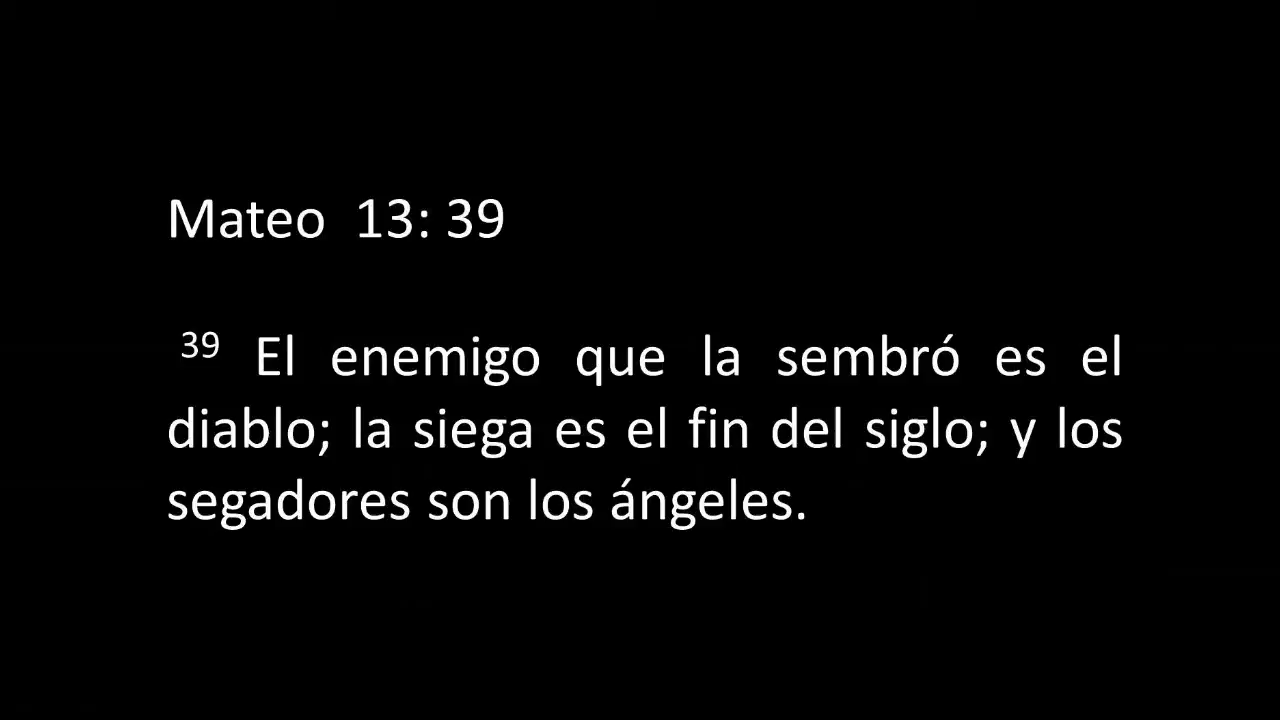 Mateo 13: 39
39 El enemigo que la sembró es el
diablo; la siega es el fin del siglo; y los
segadores son los ángeles.